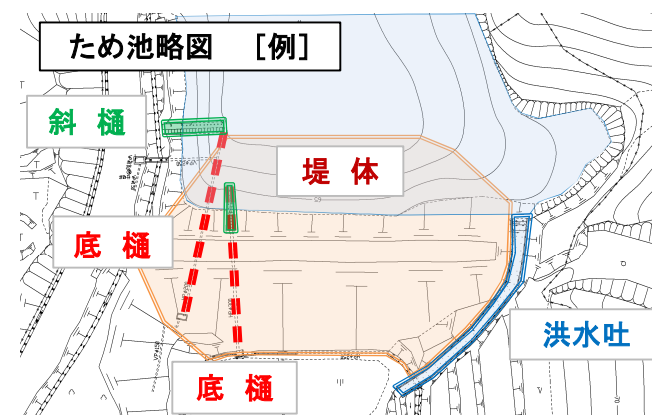 ため池略図 ［例］
斜 樋
堤 体
底 樋
洪水吐
底 樋